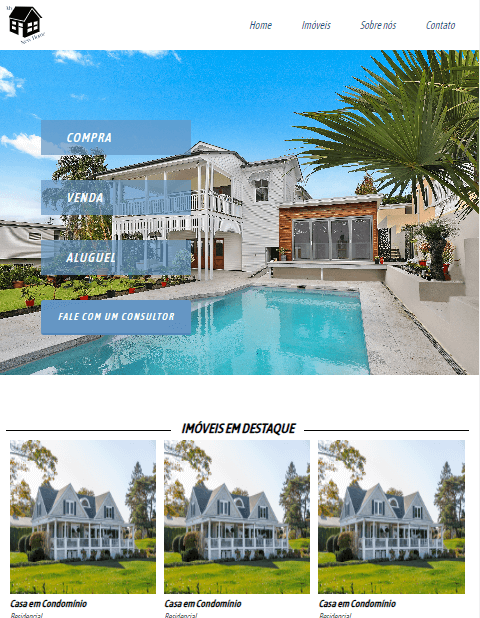 My
New Home
Home Imóveis Sobre nós Contato
COMPRA
VENDA
ALUGUEL
FALE COM UM CONSULTOR
IMÓVEIS EM DESTAQUE
Casa em Condomínio Casa em Condomínio Casa em Condomínio
Residencial Residencial Residencial